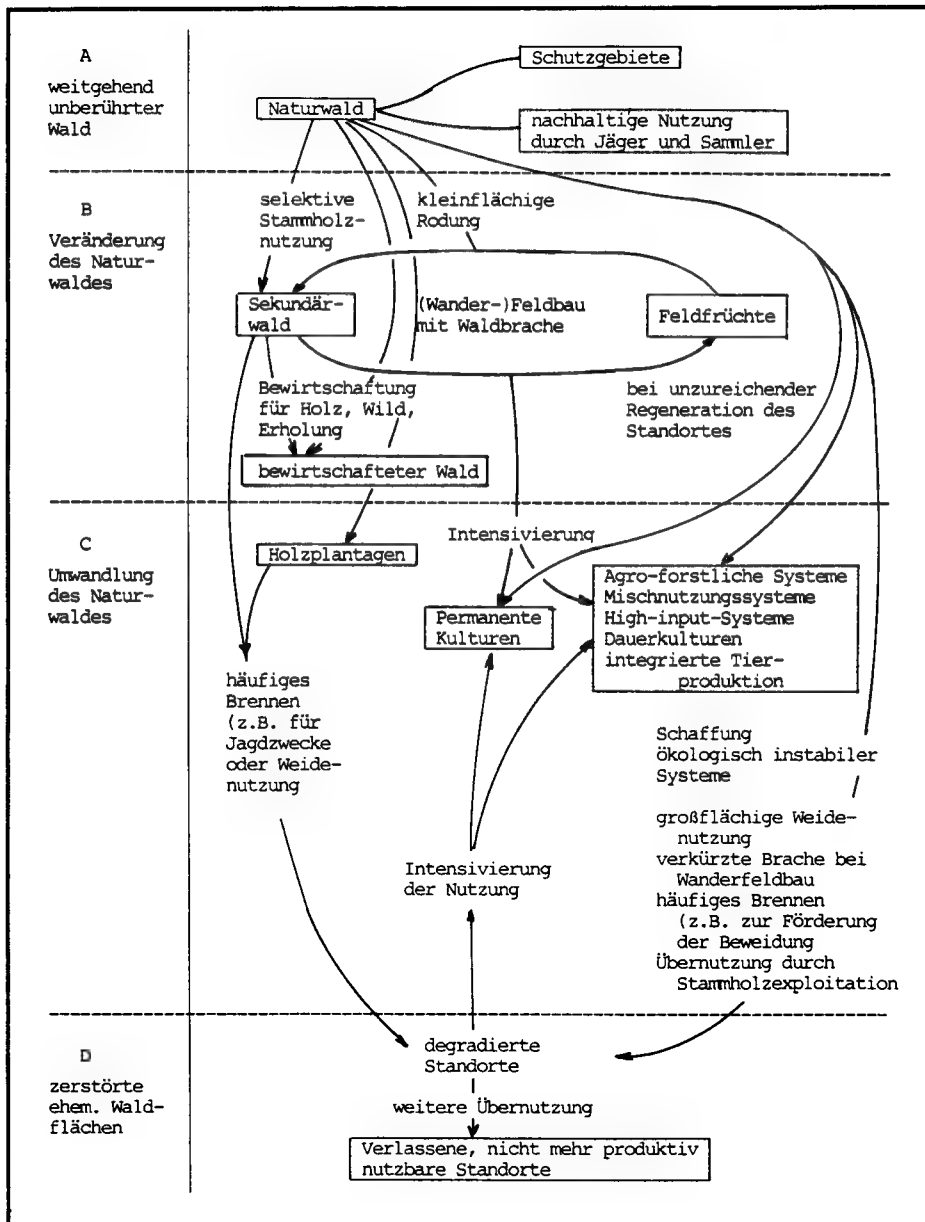 A
weitgehend
unberührter
Wald
Schutzgebiete
Naturwald
nachhaltige Nutzung
durch Jäger und Sammler
B
Veränderung
des Natur-
waldes
selektive
Stammholz-
nutzung
kleinflächige
Rodung
Sekundär-
wald
(Wander-)Feldbau
mit Waldbrache
Feldfrüchte
Bewirtschaftung
für Holz, Wild,
Erholung
bei unzureichender
Regeneration des
Standortes
bewirtschafteter Wald
C
Umwandlung
des Natur-
waldes
Holzplantagen
Intensivierung
Permanente
Kulturen
Agro-forstliche Systeme
Mischnutzungssysteme
High-input-Systeme
Dauerkulturen
integrierte Tier-
produktion
häufiges
Brennen
(z.B. für
Jagdzwecke
oder Weide-
nutzung
Schaffung
ökologisch instabiler
Systeme
großflächige Weide-
nutzung
verkürzte Brache bei
Wanderfeldbau
häufiges Brennen
(z.B. zur Förderung
der Beweidung
Übernutzung durch
Stammholzexploitation
Intensivierung
der Nutzung
D
zerstörte
ehem. Wald-
flächen
degradierte
Standorte
weitere Übernutzung
Verlassene, nicht mehr produktiv
nutzbare Standorte